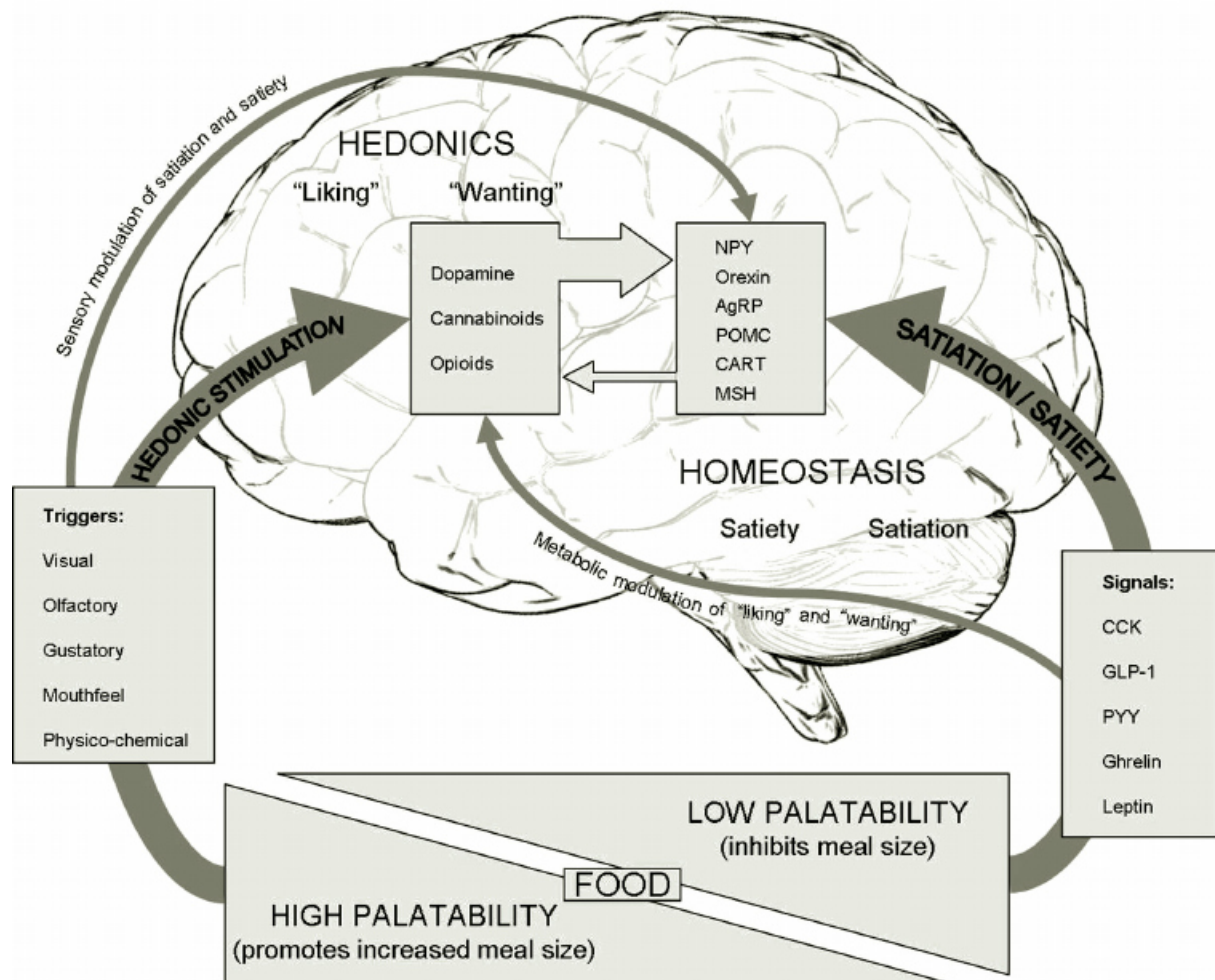 Sensory modulation of satiation and satiety
HEDONICS
“Liking” “Wanting”
Dopamine
Cannabinoids
Opioids
NPY
Orexin
AgRP
POMC
CART
MSH
HEDONIC STIMULATION
SATIATION / SATIETY
HOMEOSTASIS
Satiety Satiation
Metabolic modulation of “liking” and “wanting”
Triggers:
Visual
Olfactory
Gustatory
Mouthfeel
Physico-chemical
Signals:
CCK
GLP-1
PYY
Ghrelin
Leptin
LOW PALATABILITY
(inhibits meal size)
FOOD
HIGH PALATABILITY
(promotes increased meal size)